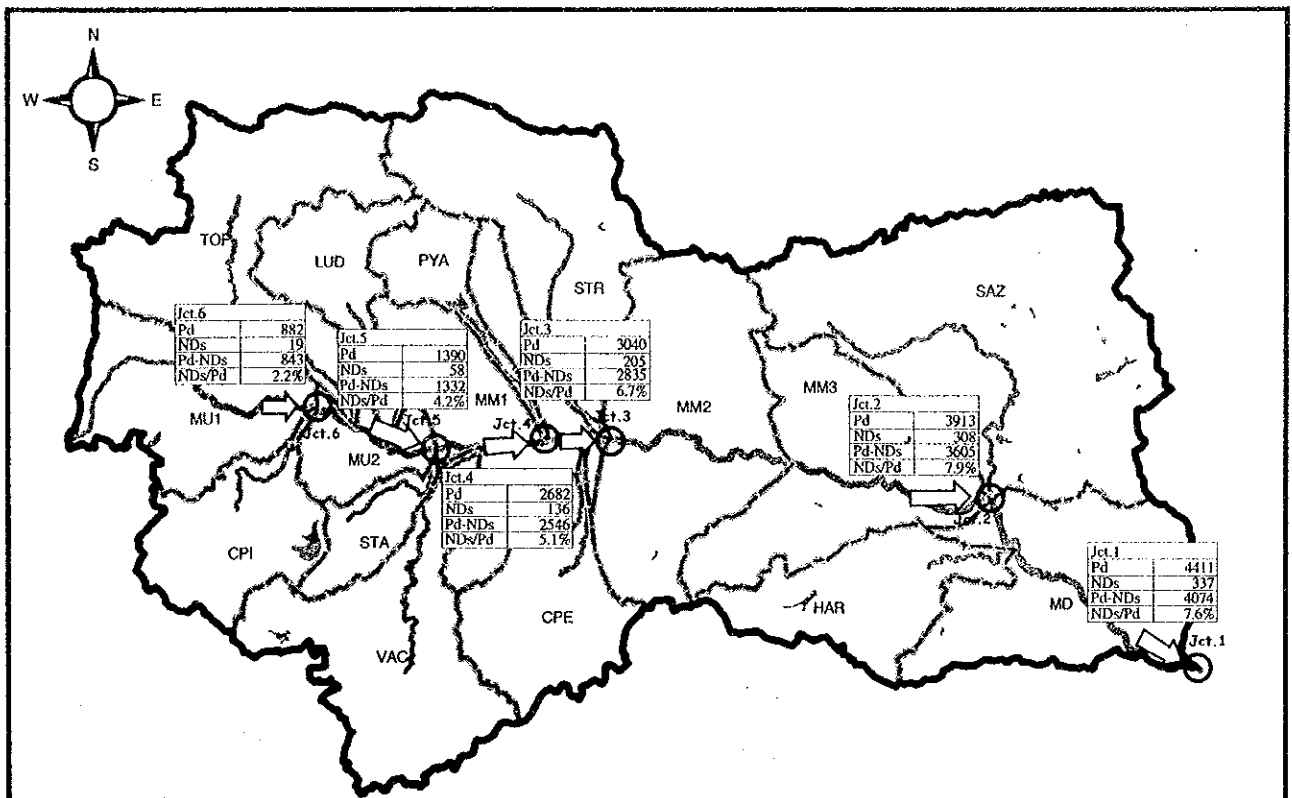 N
W E
S
TOP
LUD
PYA
STR
SAZ
Jct.6
Pd 882
NDs 19
Pd-NDs 843
NDs/Pd 2.2%
Jct.5
Pd 1390
NDs 58
Pd-NDs 1332
NDs/Pd 4.2%
Jct.3
Pd 3040
NDs 205
Pd-NDs 2835
NDs/Pd 6.7%
MM3
MM1
MM2
Jct.2
Pd 3913
NDs 308
Pd-NDs 3605
NDs/Pd 7.9%
MU1
Jct.6
Jct.5
Jct.4
Jct.3
MU2
Jct.4
Pd 2682
NDs 136
Pd-NDs 2546
NDs/Pd 5.1%
Jct.2
CPI
STA
Jct.1
Pd 4411
NDs 337
Pd-NDs 4074
NDs/Pd 7.6%
HAR
MD
CPE
VAC
Jct.1